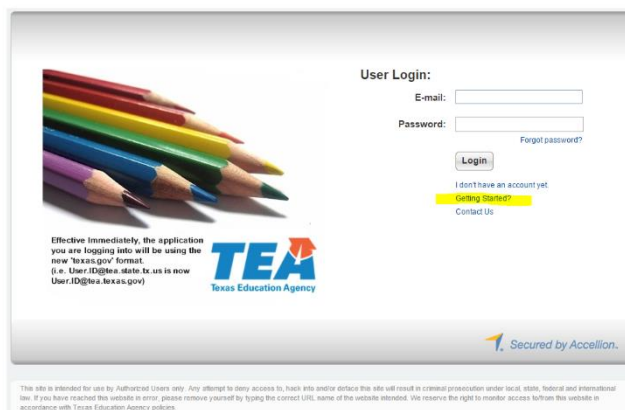 User Login:
E-mail:
Password:
Forgot password?
Login
I don't have an account yet.
Getting Started?
Contact Us
Effective Immediately, the application
you are logging into will be using the
new 'texas.gov' format.
(i.e. User.ID@tea.state.tx.us is now
User.ID@tea.texas.gov)
TEA
Texas Education Agency
Secured by Accellion.
This site is intended for use by Authorized Users only. Any attempt to deny access to, hack into and/or deface this site will result in criminal prosecution under local, state, federal and international
law. If you have reached this website in error, please remove yourself by typing the correct URL name of the website intended. We reserve the right to monitor access to/from this website in
accordance with Texas Education Agency policies